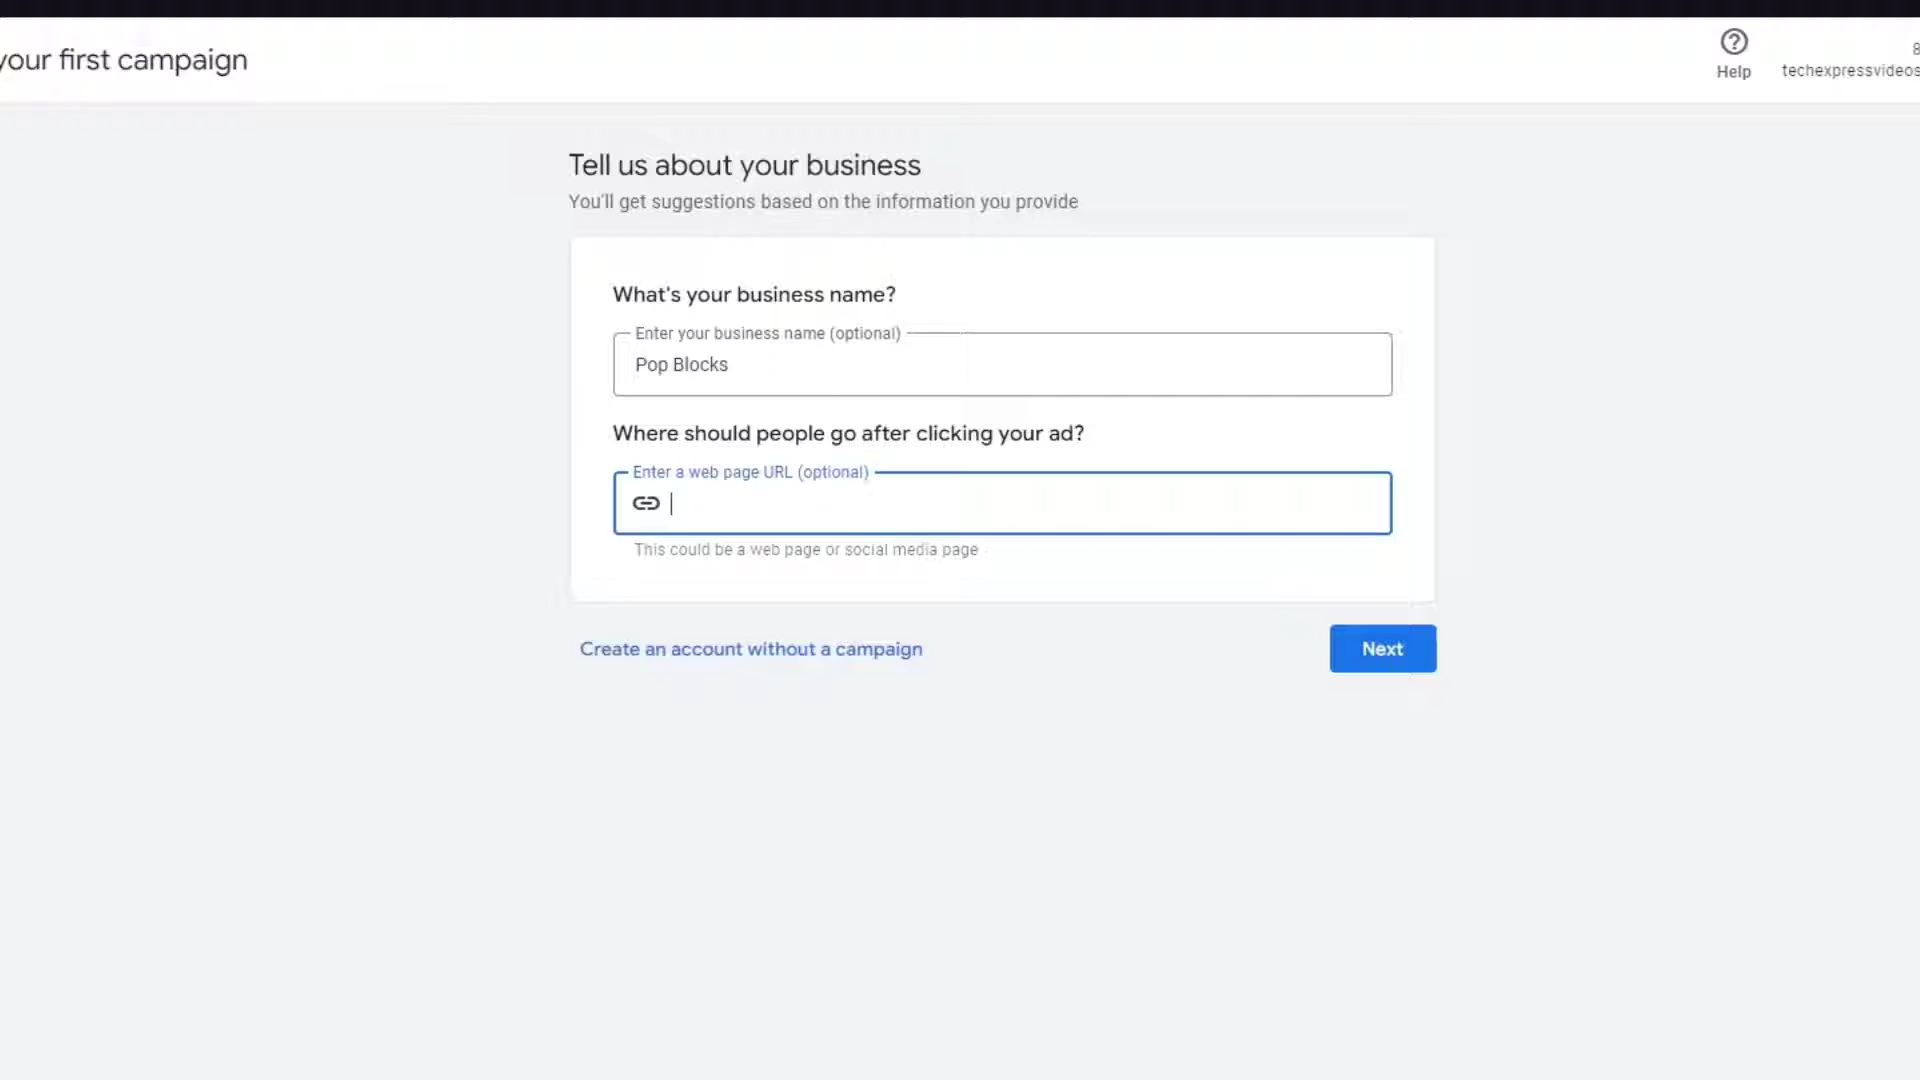 your first campaign
Help
8
techexpressvideos
Tell us about your business
You'll get suggestions based on the information you provide
What's your business name?
Enter your business name (optional)
Pop Blocks
Where should people go after clicking your ad?
Enter a web page URL (optional)
This could be a web page or social media page
Create an account without a campaign
Next